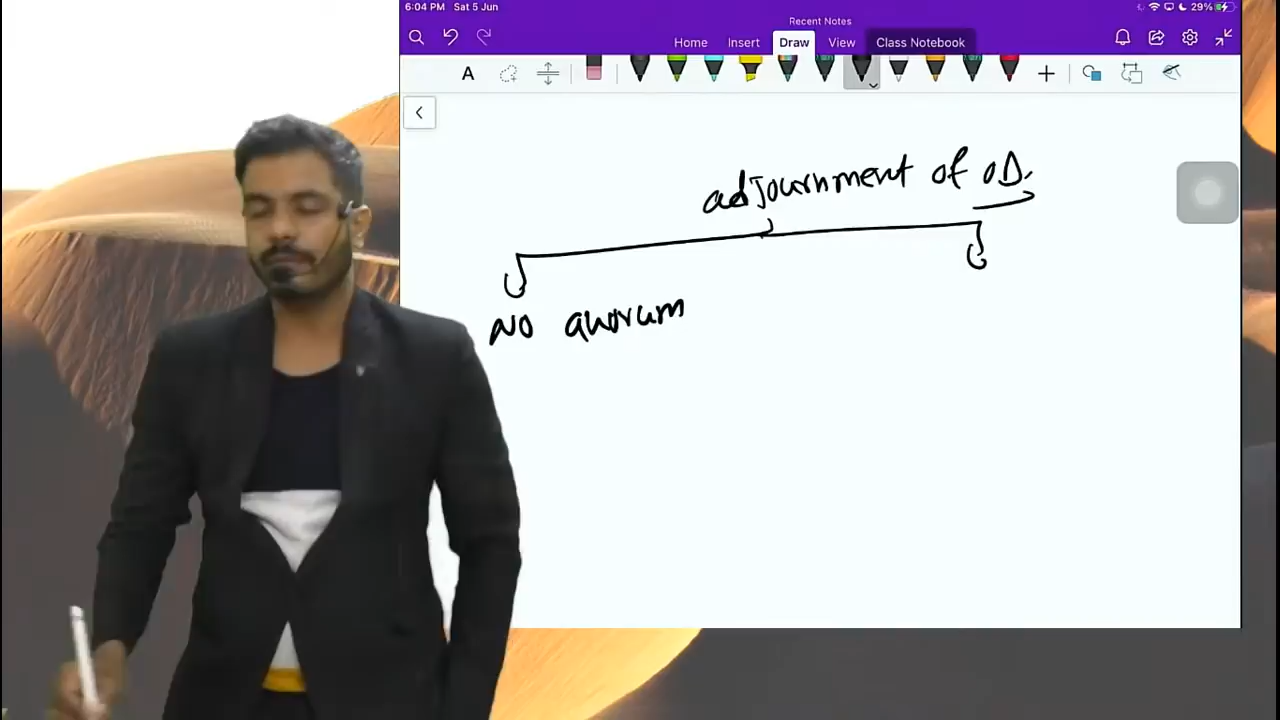 6:04 PM Sat 5 Jun 29%
Recent Notes
Home Insert Draw View Class Notebook
A
adjournment of OD.
NO quorum